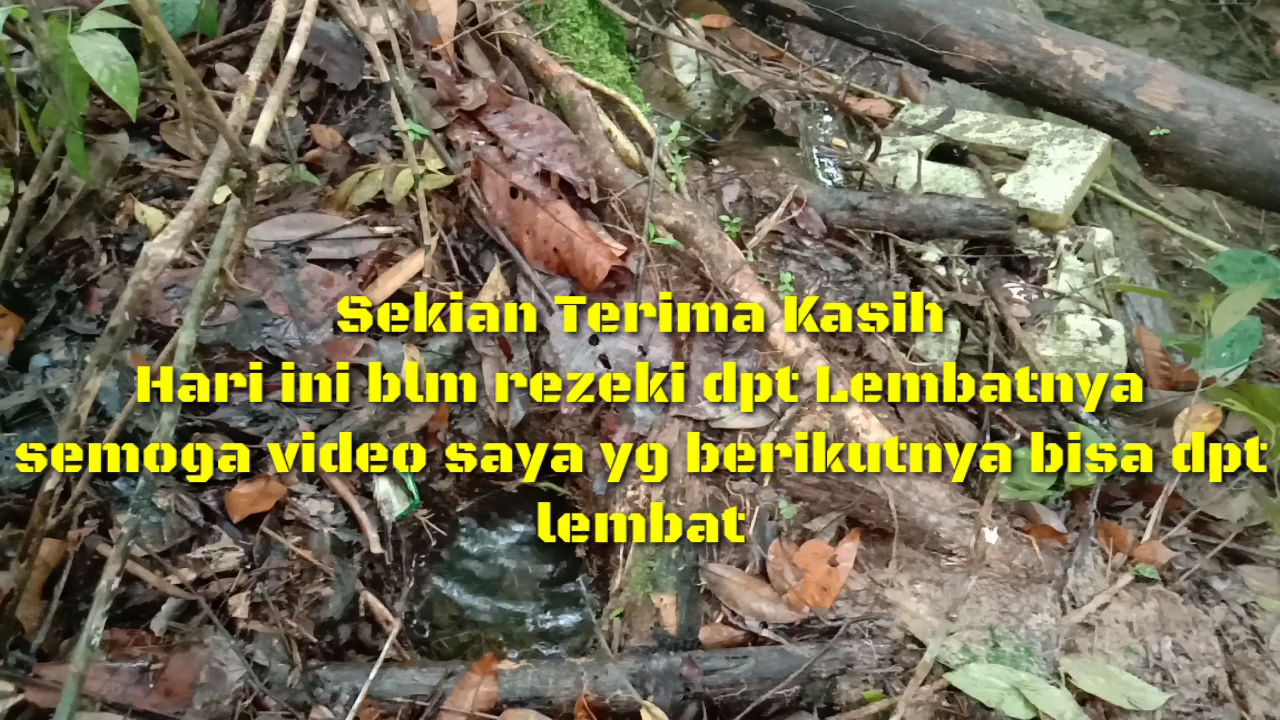 Sekian Terima Kasih
Hari ini blm rezeki dpt Lembatnya
semoga video saya yg berikutnya bisa dpt
lembat